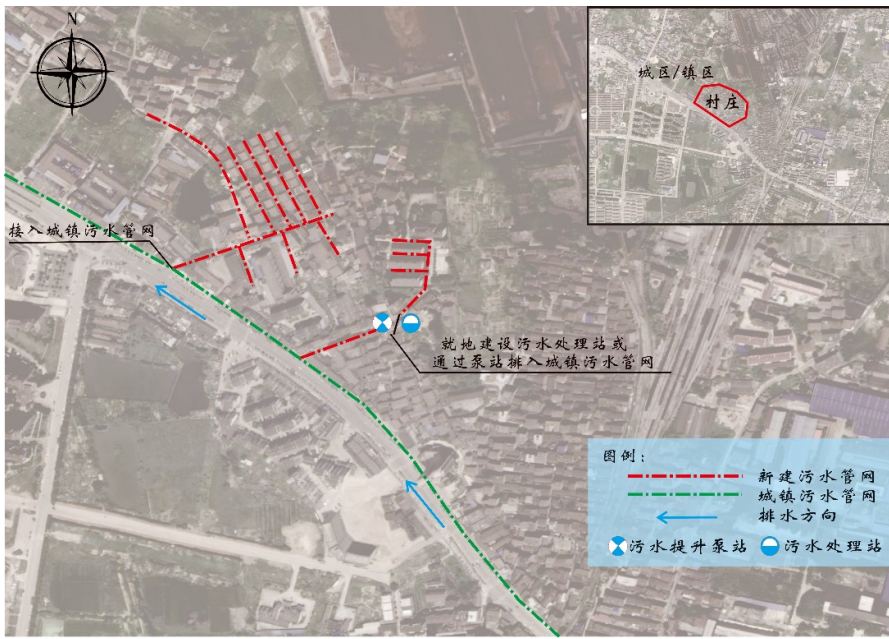 N
城区/镇区
村庄
接入城镇污水管网
就地建设污水处理站或
通过泵站排入城镇污水管网
图例：
新建污水管网
城镇污水管网
排水方向
污水提升泵站
污水处理站